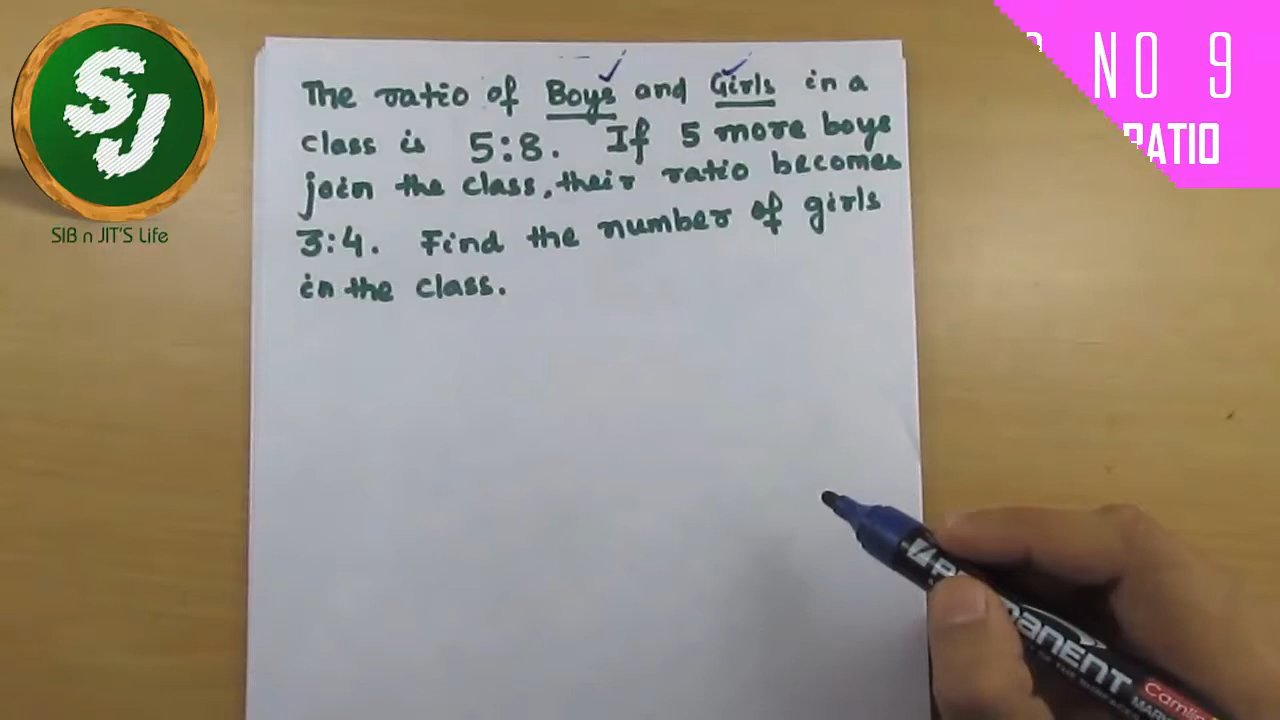 SJ
SIB n JIT'S Life
NO 9
RATIO
The ratio of Boys and Girls in a
class is 5:8. If 5 more boys
join the class, their ratio becomes
3:4. Find the number of girls
in the class.
PERMANENT
MARKER